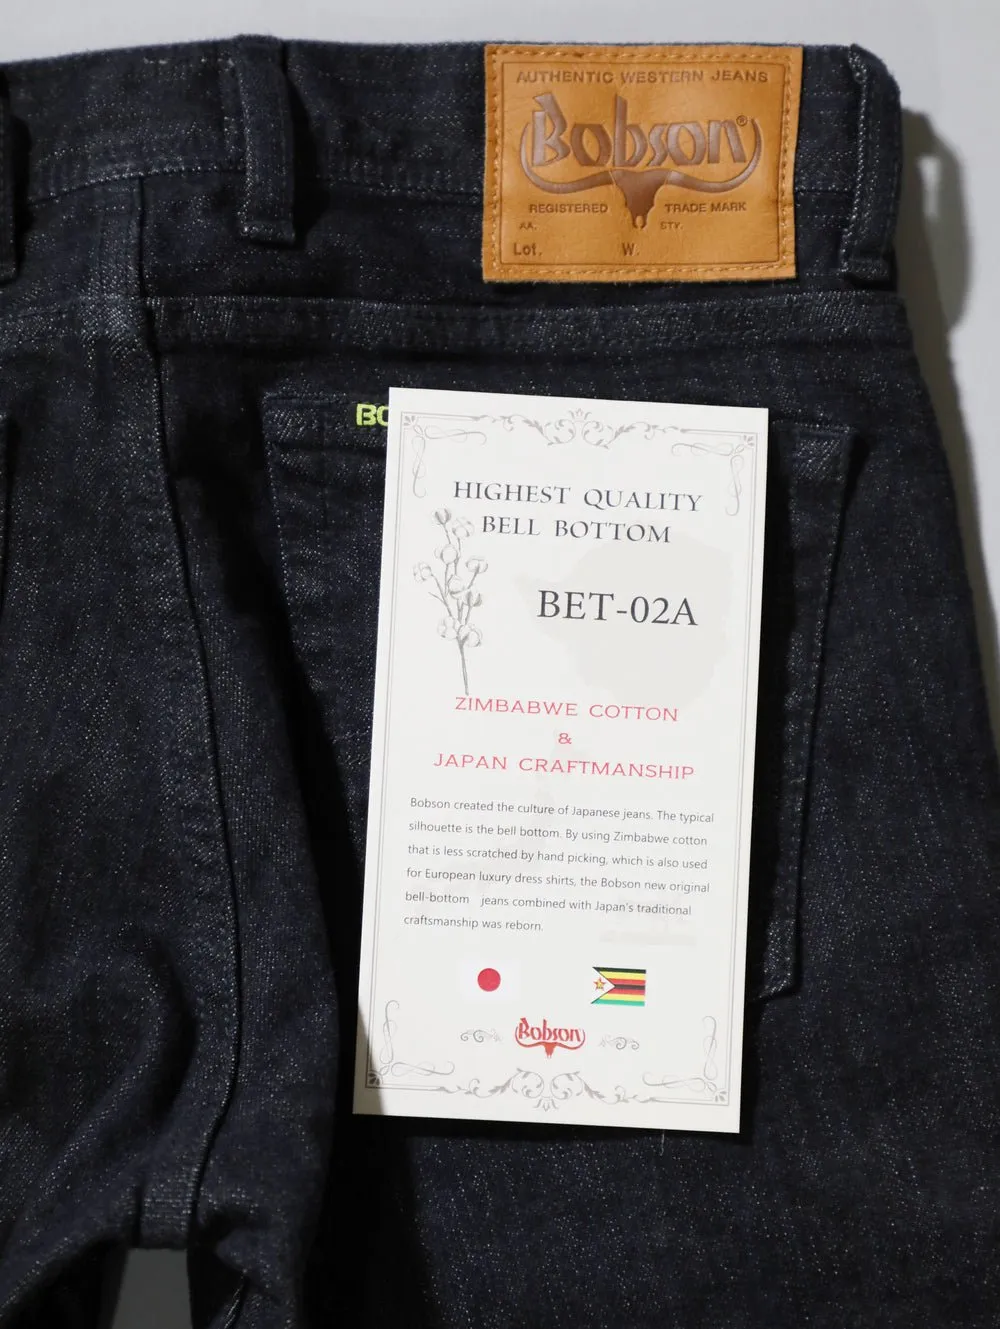 AUTHENTIC WESTERN JEANS
Bobson®
REGISTERED TRADE MARK
AA. STY.
Lot. W.
BO
HIGHEST QUALITY
BELL BOTTOM
BET-02A
ZIMBABWE COTTON
&
JAPAN CRAFTMANSHIP
Bobson created the culture of Japanese jeans. The typical
silhouette is the bell bottom. By using Zimbabwe cotton
that is less scratched by hand picking, which is also used
for European luxury dress shirts, the Bobson new original
bell-bottom jeans combined with Japan's traditional
craftsmanship was reborn.
Bobson